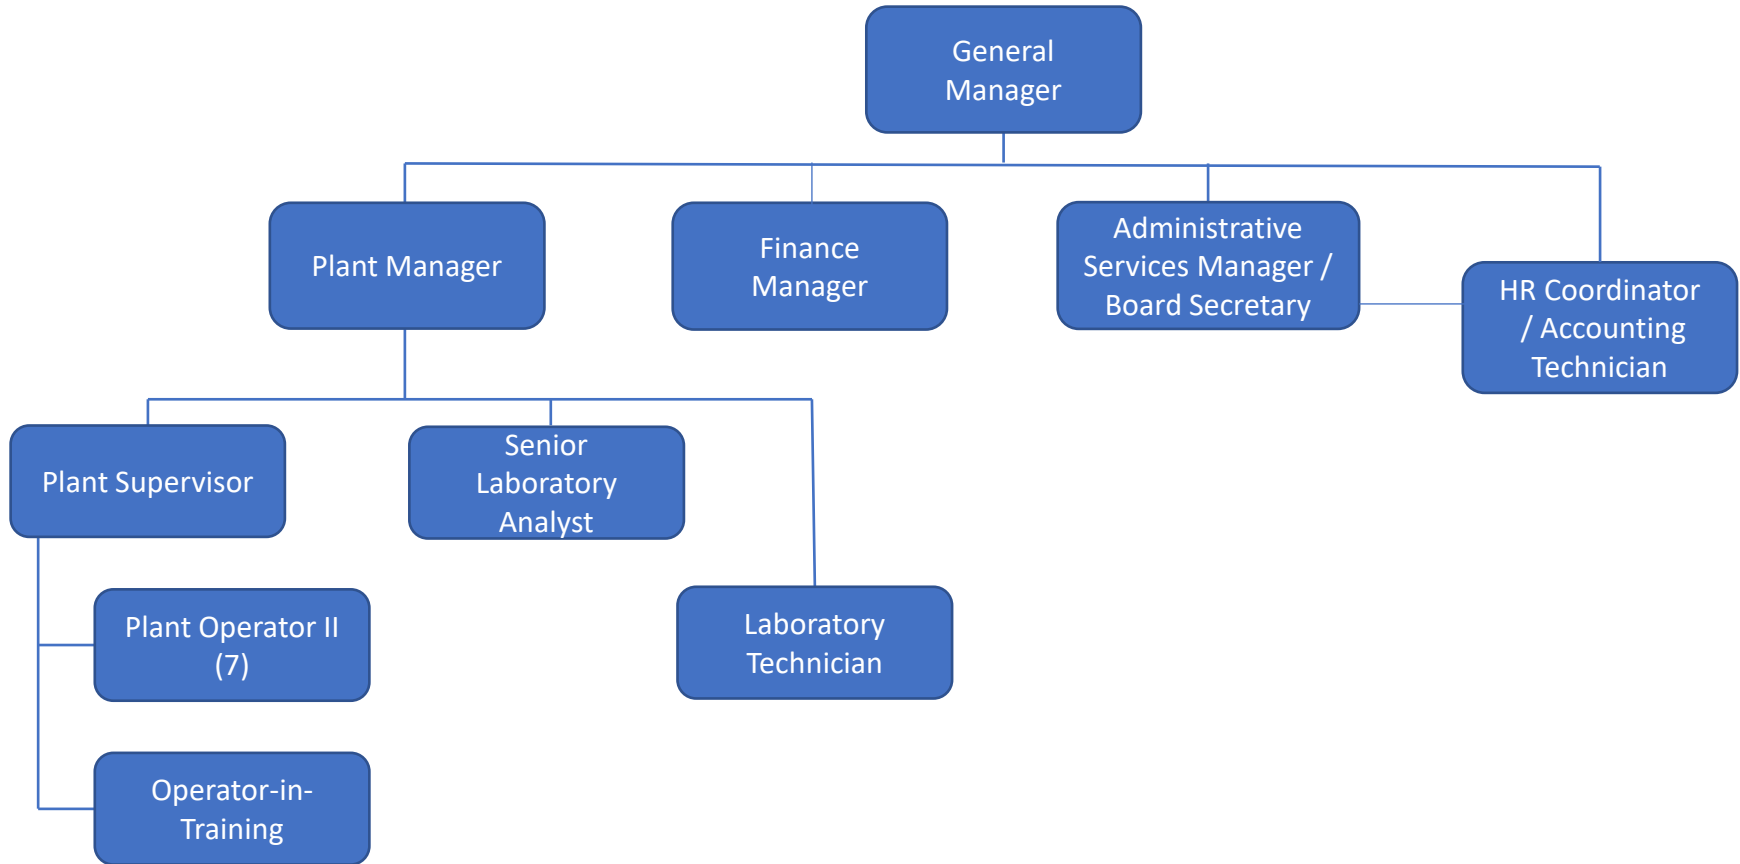 General
Manager
Plant Manager
Finance
Manager
Administrative
Services Manager /
Board Secretary
HR Coordinator
/ Accounting
Technician
Plant Supervisor
Senior
Laboratory
Analyst
Plant Operator II
(7)
Laboratory
Technician
Operator-in-
Training